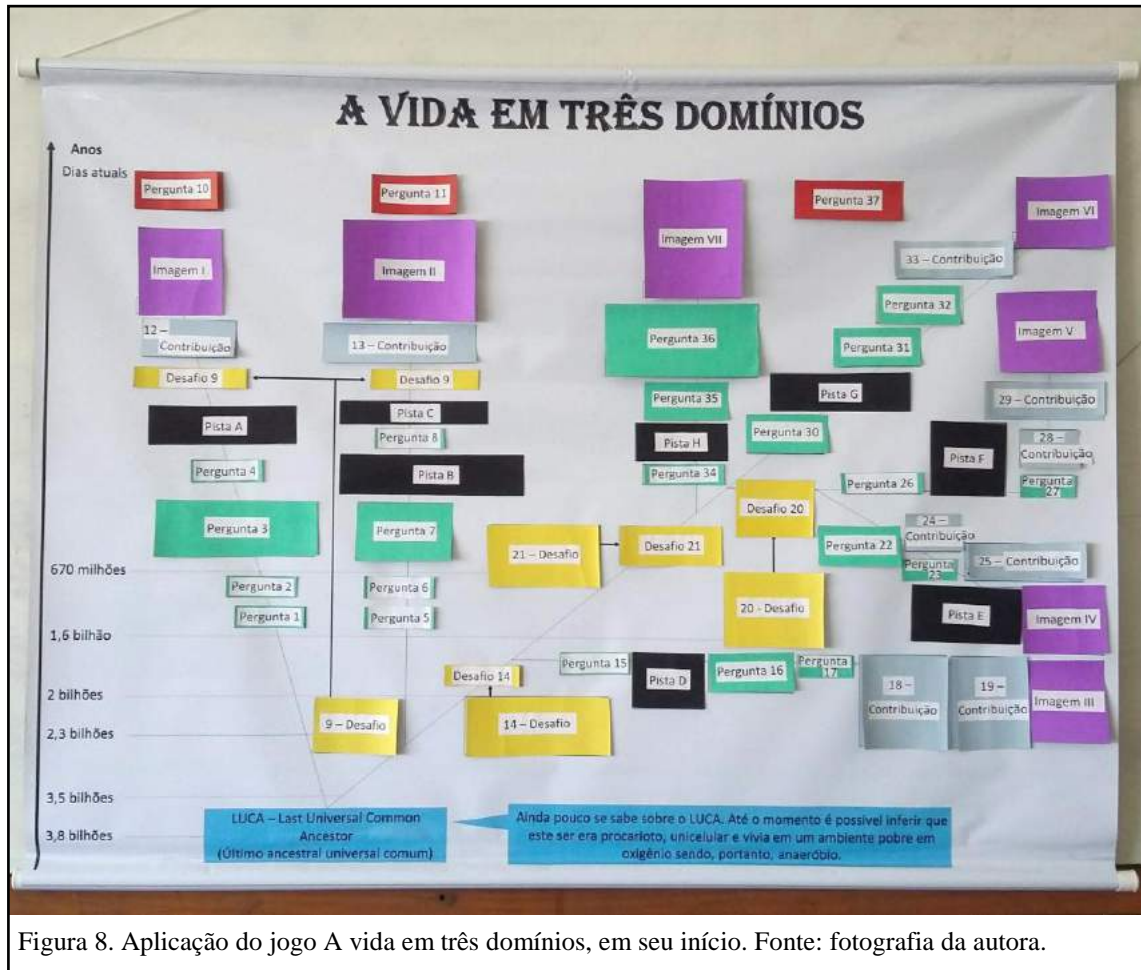 A VIDA EM TRÊS DOMÍNIOS
Anos
Dias atuais
Pergunta 10
Pergunta 11
Pergunta 37
Imagem VI
Imagem VII
Imagem I
Imagem II
33 – Contribuição
Pergunta 32
Imagem V
12 –
Contribuição
13 – Contribuição
Pergunta 36
Pergunta 31
Desafio 9
Desafio 9
Pista G
Pergunta 35
29 – Contribuição
Pista A
Pista C
Pergunta 8
Pista H
Pergunta 30
Pista F
28 –
Contribuição
Pergunta 4
Pista B
Pergunta 34
Pergunta 26
Pergunta
27
Desafio 20
Pergunta 3
Pergunta 7
21 – Desafio
Desafio 21
Pergunta 22
24 –
Contribuição
25 – Contribuição
Pergunta
23
670 milhões
Pergunta 2
Pergunta 6
20 - Desafio
Pista E
Imagem IV
Pergunta 1
Pergunta 5
1,6 bilhão
Desafio 14
Pergunta 15
Pista D
Pergunta 16
Pergunta
17
18 –
Contribuição
19 –
Contribuição
Imagem III
2 bilhões
9 – Desafio
14 – Desafio
2,3 bilhões
3,5 bilhões
3,8 bilhões
LUCA – Last Universal Common
Ancestor
(Último ancestral universal comum)
Ainda pouco se sabe sobre o LUCA. Até o momento é possível inferir que
este ser era procarioto, unicelular e vivia em um ambiente pobre em
oxigênio sendo, portanto, anaeróbio.
Figura 8. Aplicação do jogo A vida em três domínios, em seu início. Fonte: fotografia da autora.